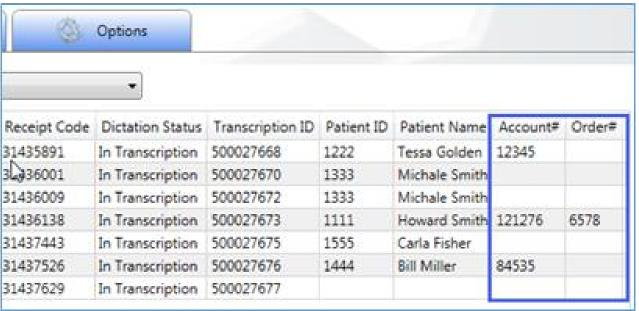 Options
Receipt Code Dictation Status Transcription ID Patient ID Patient Name Account# Order#
31435891 In Transcription 500027668 1222 Tessa Golden 12345
31436001 In Transcription 500027670 1333 Michale Smith
31436009 In Transcription 500027672 1333 Michale Smith
31436138 In Transcription 500027673 1111 Howard Smith 121276 6578
31437443 In Transcription 500027675 1555 Carla Fisher
31437526 In Transcription 500027676 1444 Bill Miller 84535
31437629 In Transcription 500027677